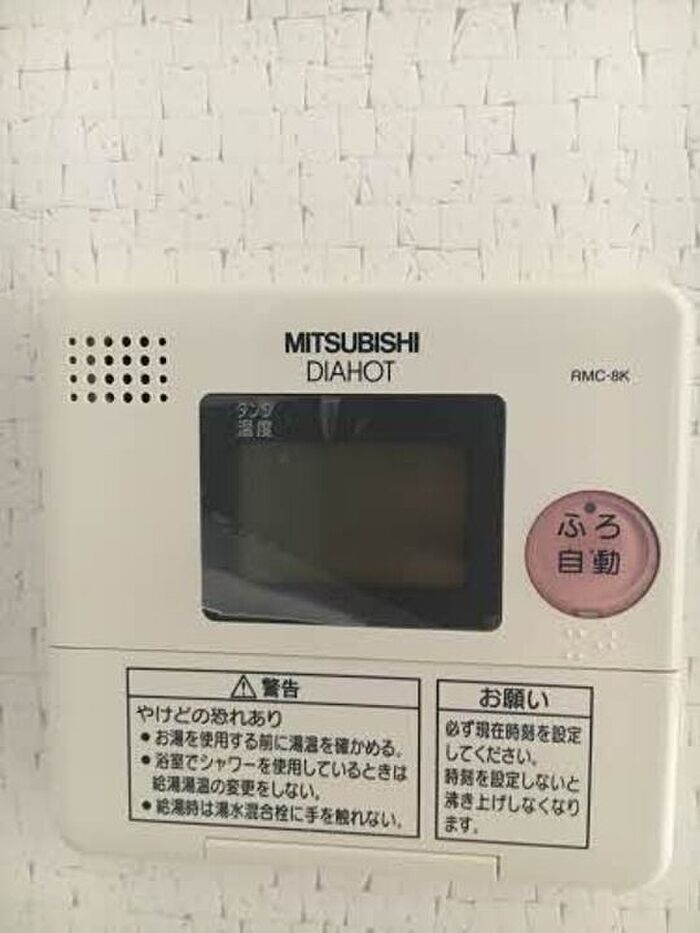 MITSUBISHI
DIAHOT
RMC-8K
タンク
温度
ふろ
自動
⚠警告
やけどの恐れあり
●お湯を使用する前に湯温を確かめる。
●浴室でシャワーを使用しているときは
給湯湯温の変更をしない。
●給湯時は湯水混合栓に手を触れない。
お願い
必ず現在時刻を設定
してください。
時刻を設定しないと
沸き上げしなくなり
ます。